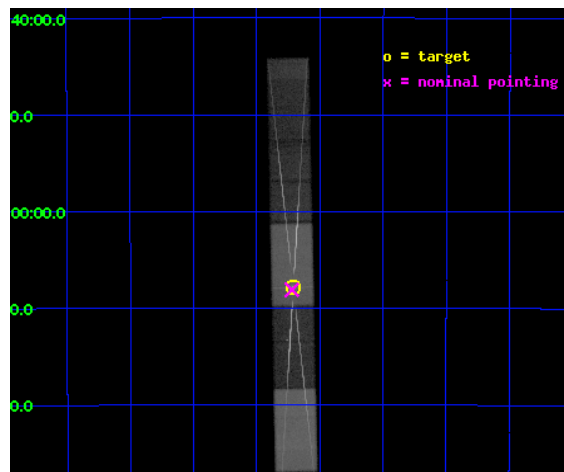 40:00.0
o = target
x = nominal pointing
0.0
00:00.0
0.0
0.0